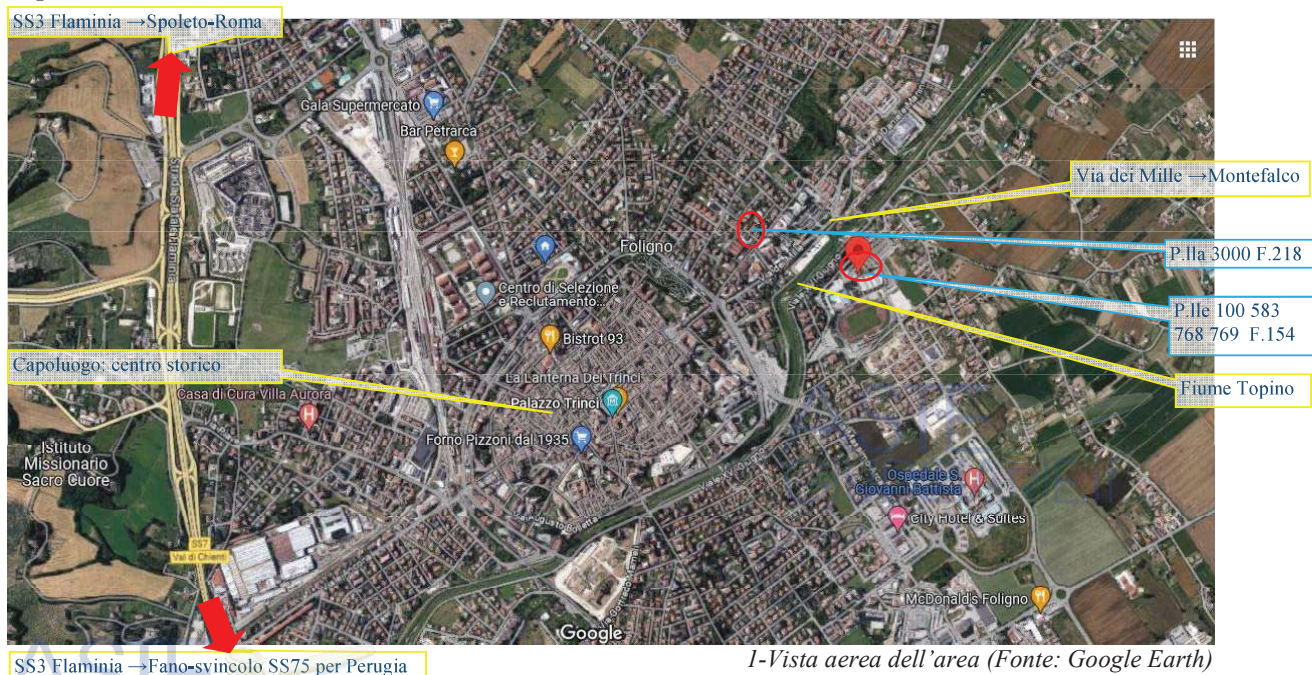 SS3 Flaminia →Spoleto-Roma
Gala Supermercato
Bar Petrarca
Strada Statale Flaminia
Via dei Mille →Montefalco
P.lla 3000 F.218
Foligno
Centro di Selezione
e Reclutamento...
P.lle 100 583
768 769 F.154
Bistrot 93
Capoluogo: centro storico
La Lanterna Dei Trinci
Fiume Topino
Casa di Cura Villa Aurora
Palazzo Trinci
Forno Pizzoni dal 1935
Istituto
Missionario
Sacro Cuore
Ospedale S.
Giovanni Battista
City Hotel & Suites
SS7
Val di Chienti
McDonald's Foligno
Google
1-Vista aerea dell'area (Fonte: Google Earth)
SS3 Flaminia →Fano-svincolo SS75 per Perugia